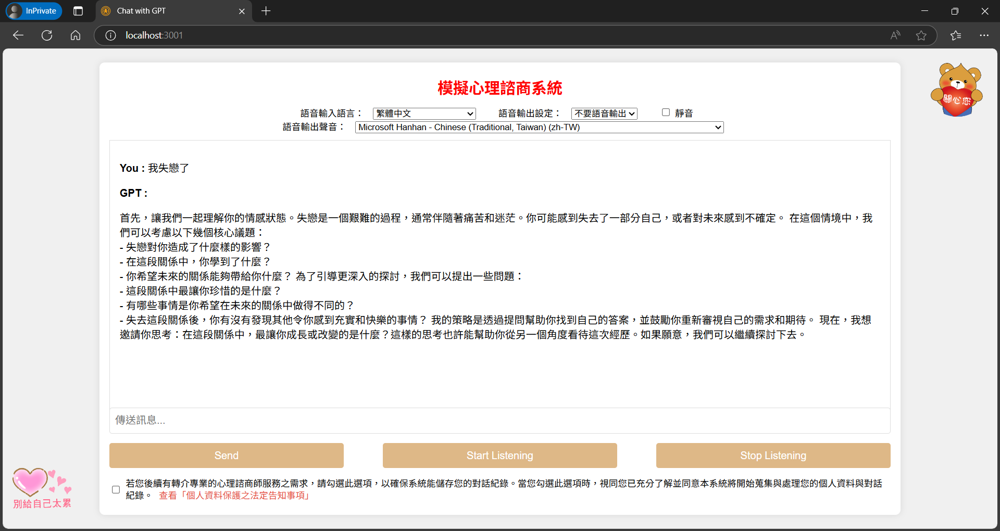 InPrivate
Chat with GPT
localhost:3001
模擬心理諮商系統
語音輸入語言： 繁體中文 語音輸出設定： 不要語音輸出 靜音
語音輸出聲音： Microsoft Hanhan - Chinese (Traditional, Taiwan) (zh-TW)
關心您
You : 我失戀了
GPT :
首先，讓我們一起理解你的情感狀態。失戀是一個艱難的過程，通常伴隨著痛苦和迷茫。你可能感到失去了一部分自己，或者對未來感到不確定。 在這個情境中，我
們可以考慮以下幾個核心議題：
- 失戀對你造成了什麼樣的影響？
- 在這段關係中，你學到了什麼？
- 你希望未來的關係能夠帶給你什麼？ 為了引導更深入的探討，我們可以提出一些問題：
- 這段關係中最讓你珍惜的是什麼？
- 有哪些事情是你希望在未來的關係中做得不同的？
- 失去這段關係後，你有沒有發現其他令你感到充實和快樂的事情？ 我的策略是透過提問幫助你找到自己的答案，並鼓勵你重新審視自己的需求和期待。 現在，我想
邀請你思考：在這段關係中，最讓你成長或改變的是什麼？這樣的思考也許能幫助你從另一個角度看待這次經歷。如果願意，我們可以繼續探討下去。
傳送訊息...
Send
Start Listening
Stop Listening
若您後續有轉介專業的心理諮商師服務之需求，請勾選此選項，以確保系統能儲存您的對話紀錄。當您勾選此選項時，視同您已充分了解並同意本系統將開始蒐集與處理您的個人資料與對話
紀錄。 查看「個人資料保護之法定告知事項」
別給自己太累